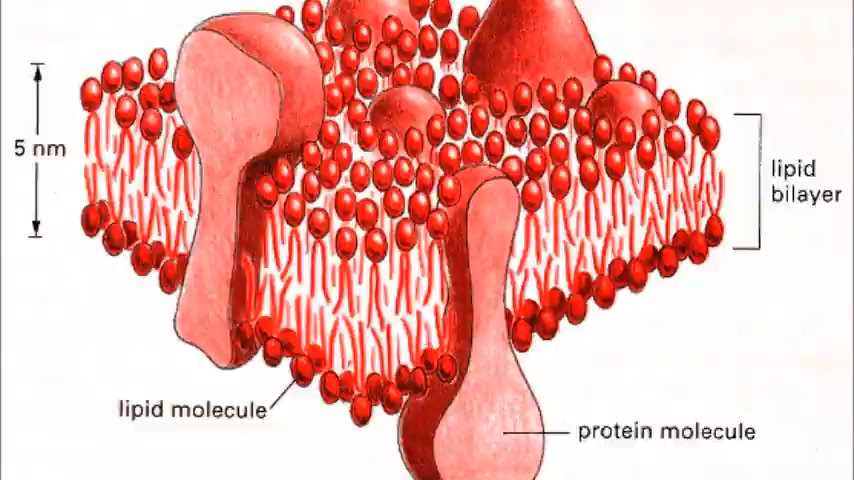 5 nm
lipid
bilayer
lipid molecule
protein molecule